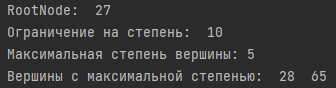 RootNode:  27
Ограничение на степень:  10
Максимальная степень вершины: 5
Вершины с максимальной степенью:  28  65